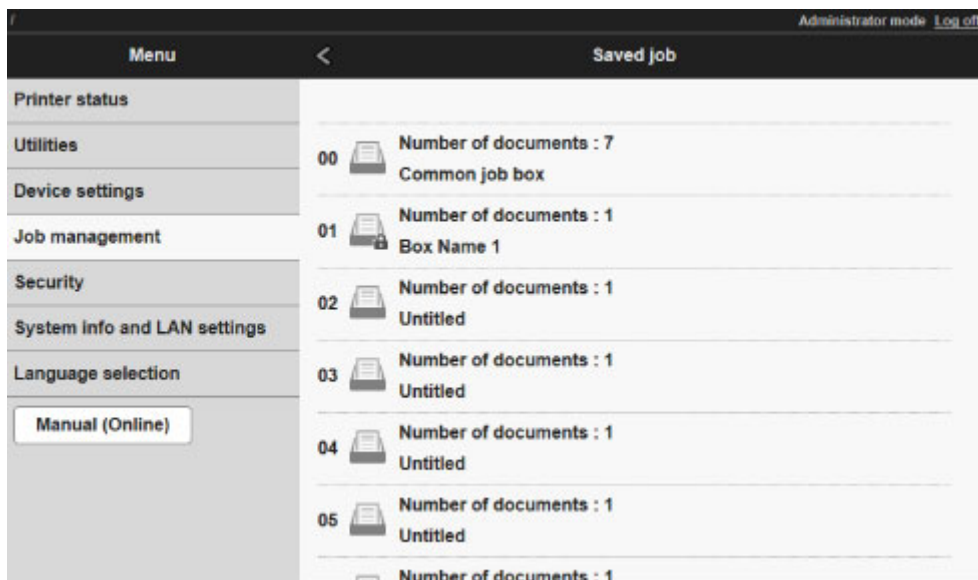 Administrator mode Log off
Menu
< Saved job
Printer status
Utilities
Device settings
Job management
Security
System info and LAN settings
Language selection
Manual (Online)
00 Number of documents : 7
Common job box
01 Number of documents : 1
Box Name 1
02 Number of documents : 1
Untitled
03 Number of documents : 1
Untitled
04 Number of documents : 1
Untitled
05 Number of documents : 1
Untitled
Number of documents : 1